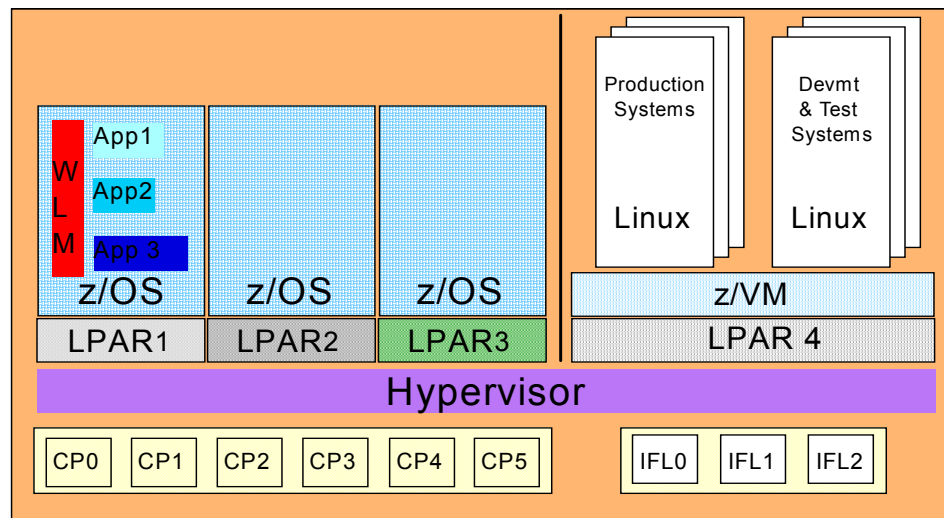 Production
Systems
Linux
Devmt
& Test
Systems
Linux
WLM
App1
App2
App 3
z/OS
z/OS
z/OS
z/VM
LPAR1
LPAR2
LPAR3
LPAR 4
Hypervisor
CP0
CP1
CP2
CP3
CP4
CP5
IFL0
IFL1
IFL2